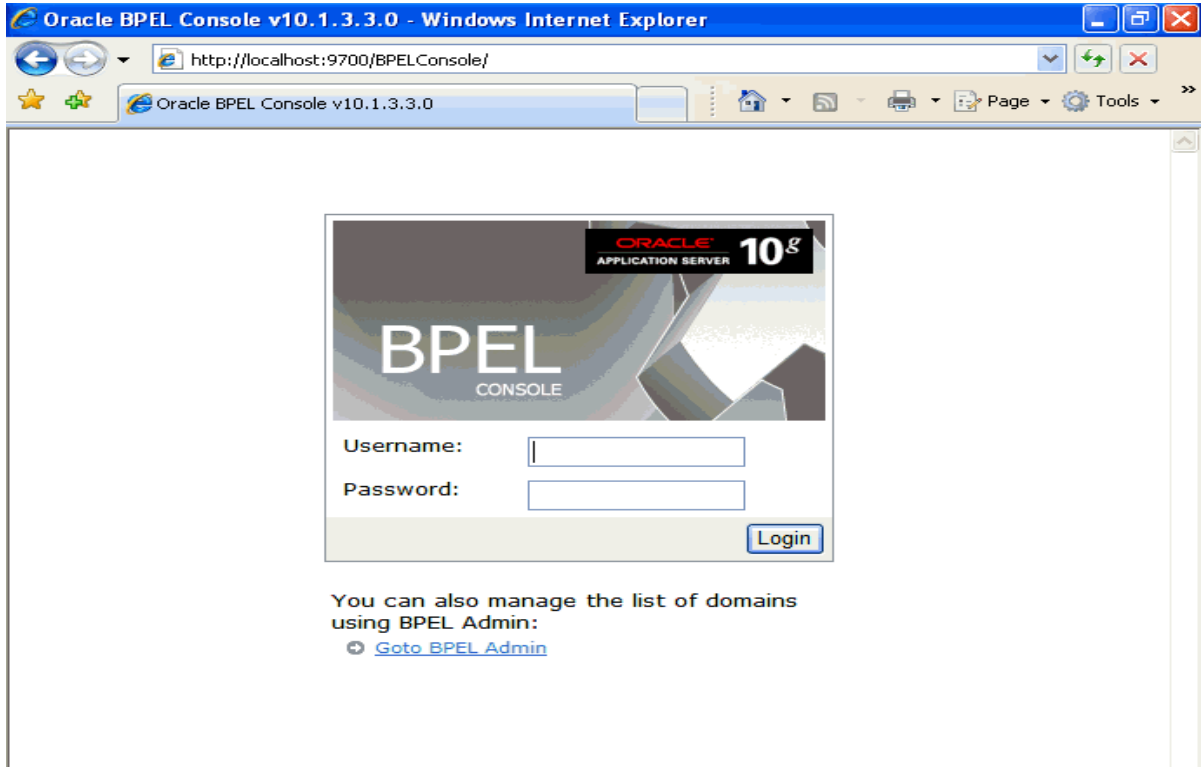 Oracle BPEL Console v10.1.3.3.0 - Windows Internet Explorer
http://localhost:9700/BPELConsole/
Oracle BPEL Console v10.1.3.3.0
Page
Tools
»
ORACLE
APPLICATION SERVER
10g
BPEL
CONSOLE
Username:
Password:
Login
You can also manage the list of domains
using BPEL Admin:
Goto BPEL Admin